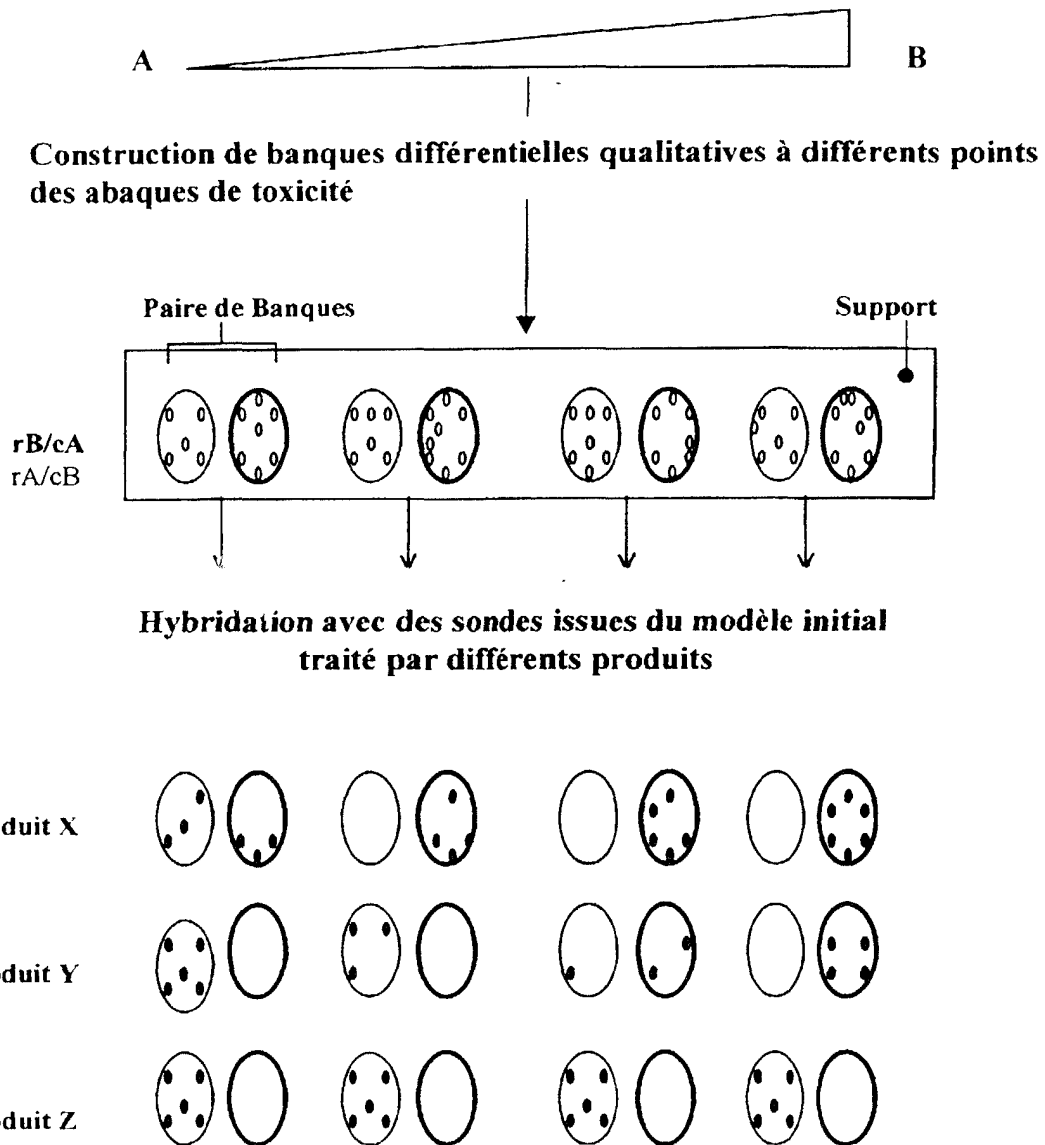 A
B
Construction de banques différentielles qualitatives à différents points
des abaques de toxicité
Paire de Banques
Support
rB/cA
rA/cB
Hybridation avec des sondes issues du modèle initial
traité par différents produits
duit X
duit Y
duit Z